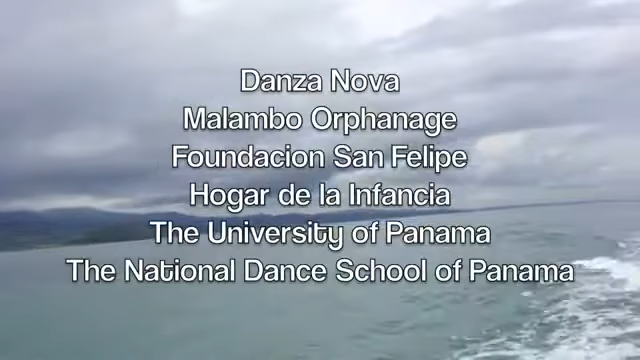 Danza Nova
Malambo Orphanage
Foundacion San Felipe
Hogar de la Infancia
The University of Panama
The National Dance School of Panama